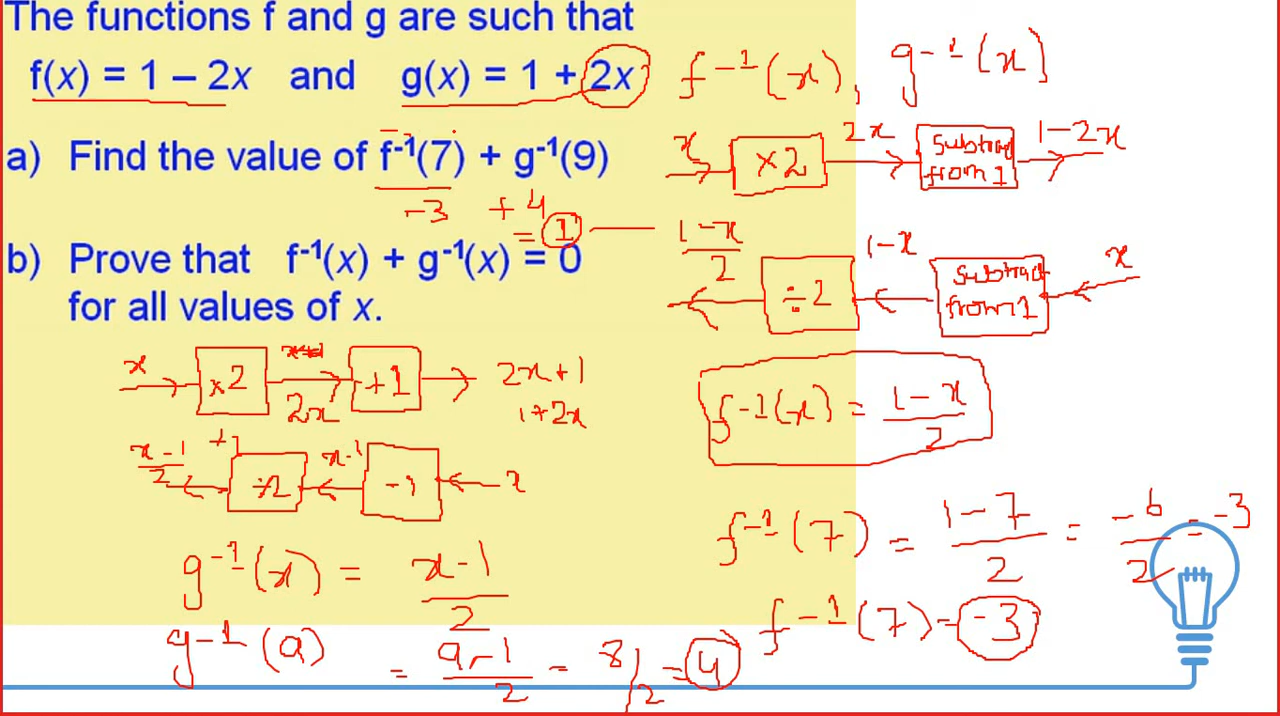 The functions f and g are such that
f(x) = 1 – 2x and g(x) = 1 + 2x
f⁻¹(x), g⁻¹(x)
a) Find the value of f⁻¹(7) + g⁻¹(9)
-3 + 4
= 1
b) Prove that f⁻¹(x) + g⁻¹(x) = 0
for all values of x.
x ×2 2x subtract from 1 1-2x
(1-x)/2 ÷2 1-x subtract from 1 x
x ×2 2x +1 2x+1
1+2x
(x-1)/2 ÷2 x-1 -1 x
f⁻¹(x) = (1-x)/2
g⁻¹(x) = (x-1)/2
f⁻¹(7) = (1-7)/2 = -6/2 = -3
f⁻¹(7) = -3
g⁻¹(9) = (9-1)/2 = 8/2 = 4